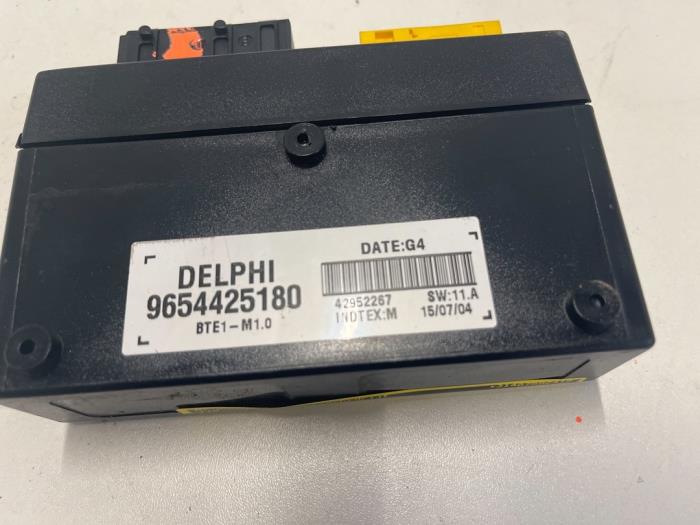 DELPHI
9654425180
BTE1-M1.0
DATE:G4
42952267 SW:11.A
INDTEX:M 15/07/04